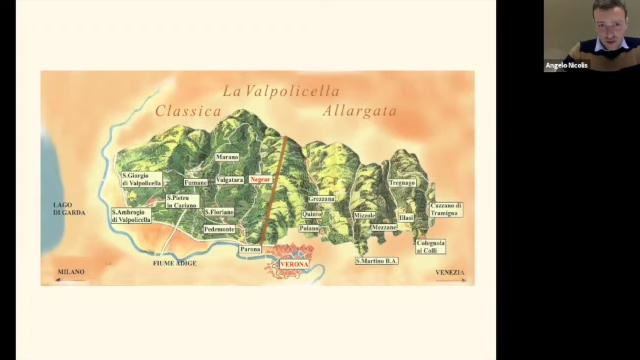 Angelo Nicolis
La Valpolicella
Classica
Allargata
Marano
S.Giorgio
di Valpolicella
Fumane
Valgatara
Negrar
Tregnago
S.Pietro
in Cariano
Grezzana
LAGO
DI GARDA
S.Ambrogio
di Valpolicella
S.Floriano
Quinto
Mizzole
Illasi
Cazzano di
Tramigna
Pedemonte
Poiano
Mezzane
Parona
Colognola
ai Colli
FIUME ADIGE
VERONA
S.Martino B.A.
MILANO
VENEZIA